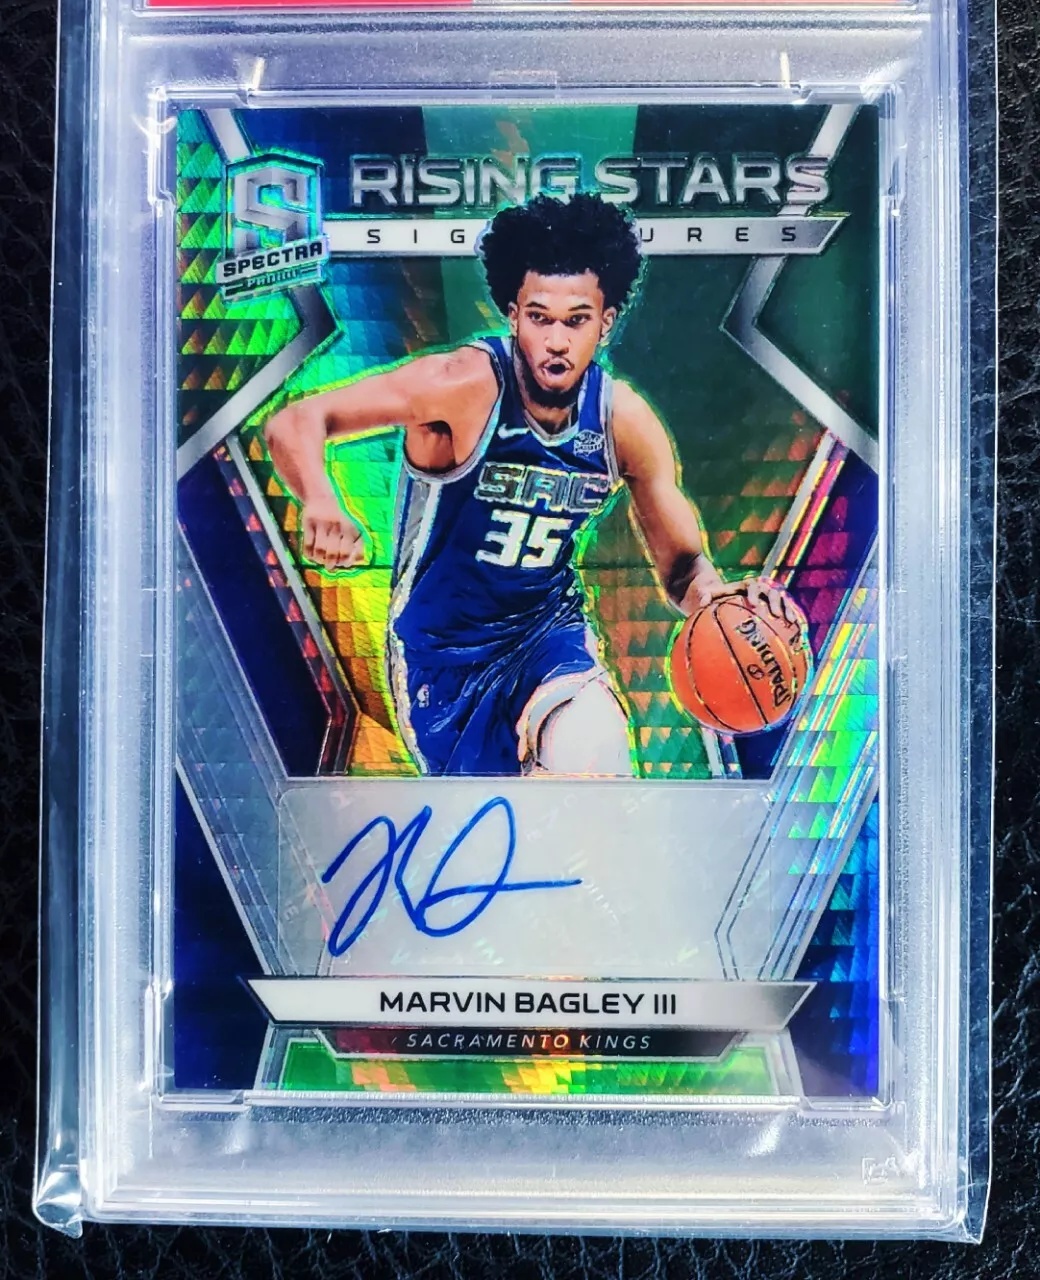 RISING STARS
SIG URES
SPECTRA
PANINI
SAC
35
SPALDING
MARVIN BAGLEY III
SACRAMENTO KINGS